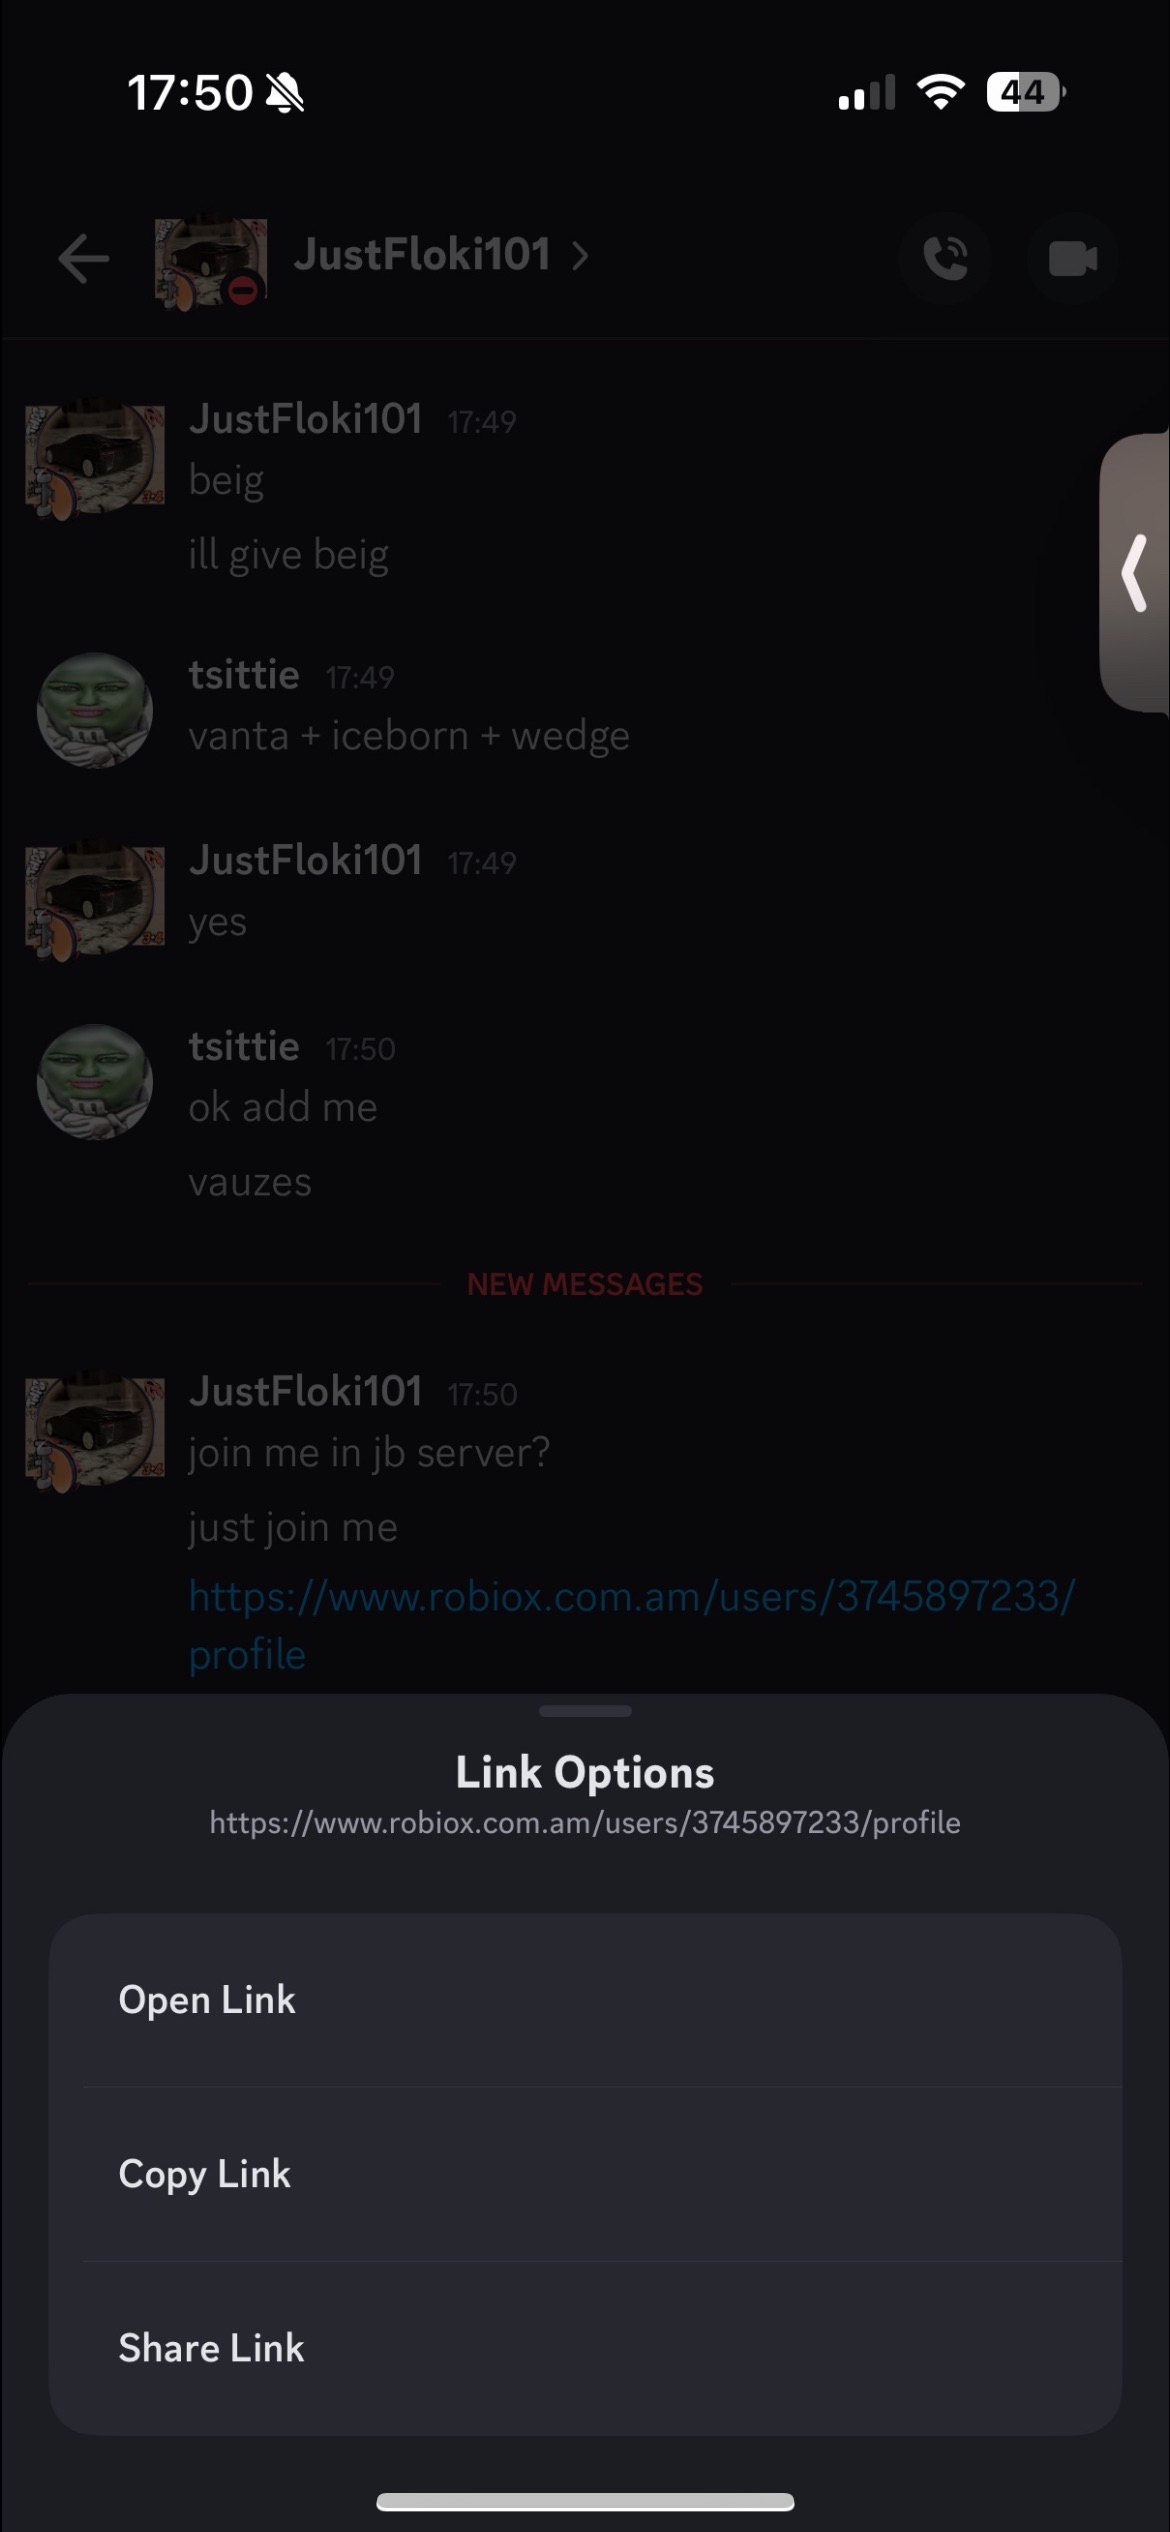 17:50
44
JustFloki101
JustFloki101 17:49
beig
ill give beig
tsittie 17:49
vanta + iceborn + wedge
JustFloki101 17:49
yes
tsittie 17:50
ok add me
vauzes
NEW MESSAGES
JustFloki101 17:50
join me in jb server?
just join me
https://www.robiox.com.am/users/3745897233/
profile
Link Options
https://www.robiox.com.am/users/3745897233/profile
Open Link
Copy Link
Share Link